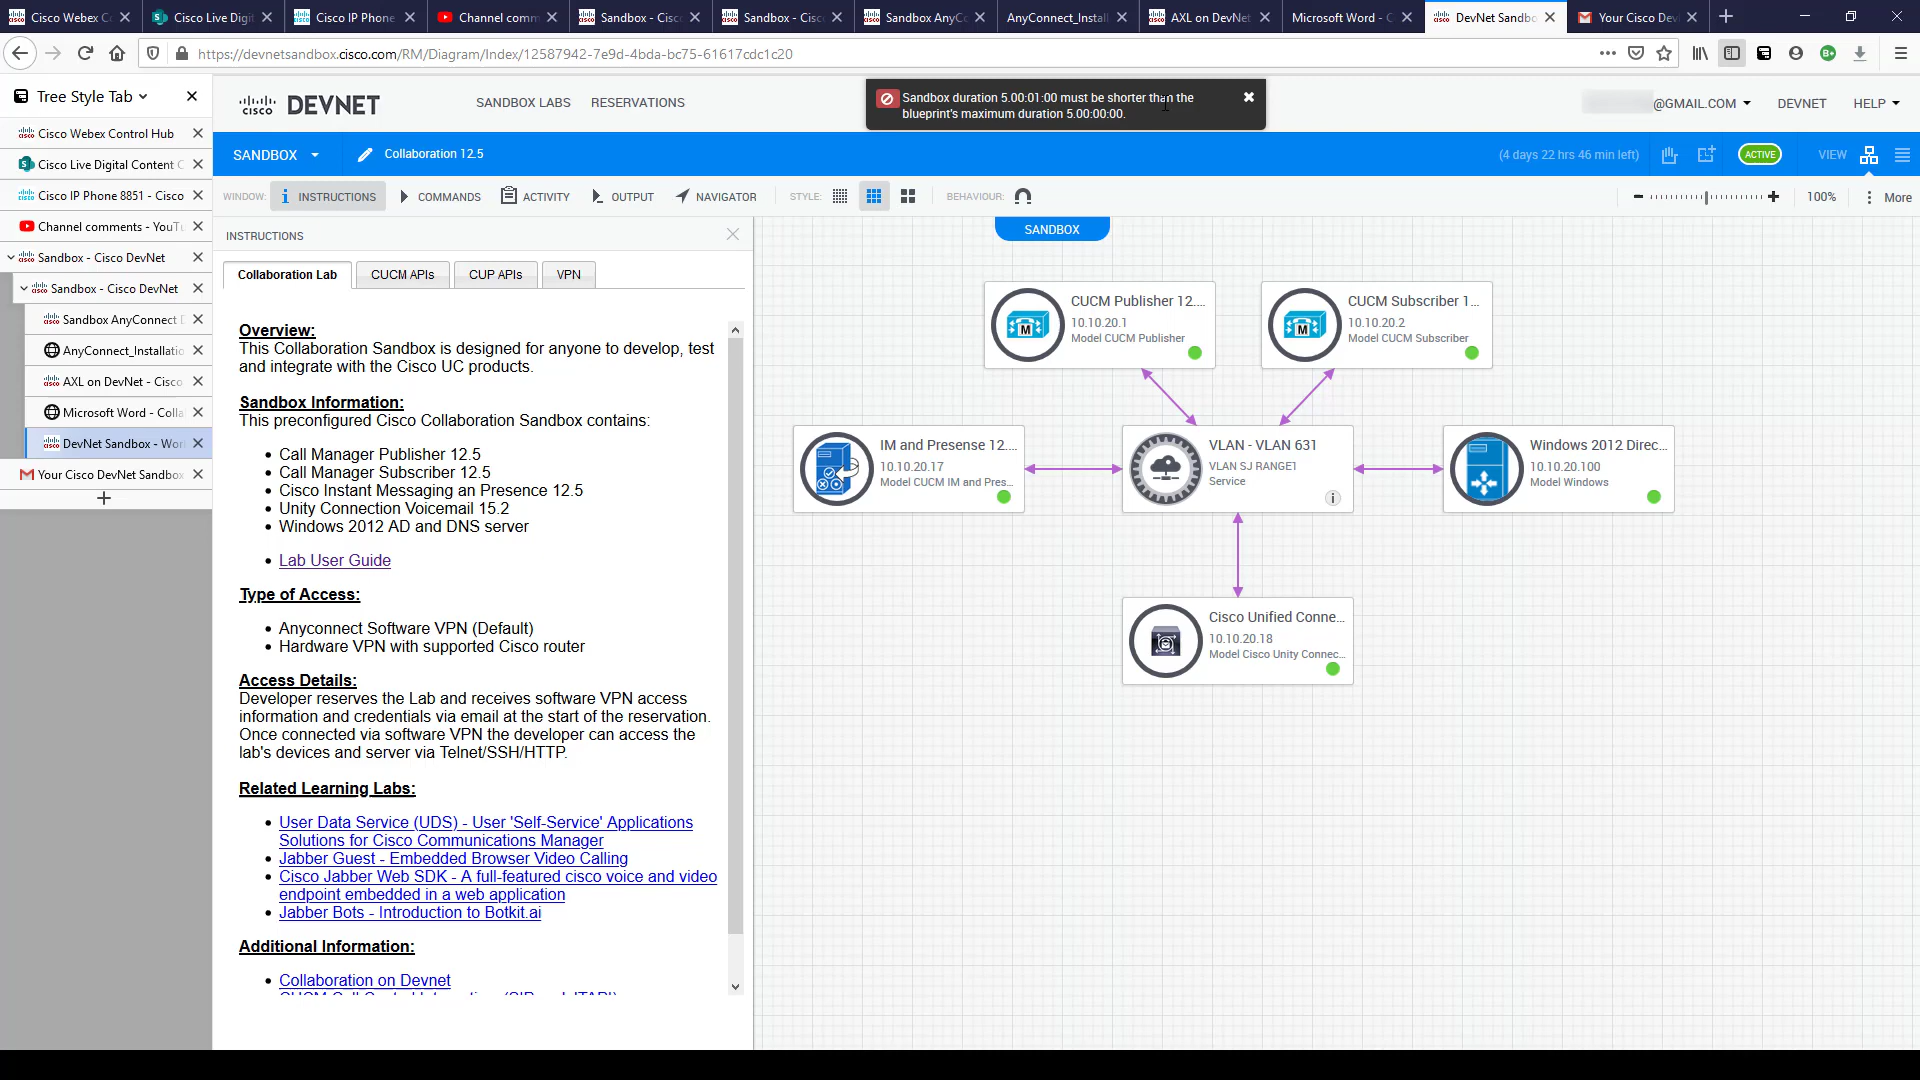 Cisco Webex Co
Cisco Live Digit
Cisco IP Phone
Channel comm
Sandbox - Cisc
Sandbox - Cisco
Sandbox AnyCo
AnyConnect_Install
AXL on DevNet
Microsoft Word - C
DevNet Sandbo
Your Cisco Dev
https://devnetsandbox.cisco.com/RM/Diagram/Index/12587942-7e9d-4bda-bc75-61617cdc1c20
Tree Style Tab
Cisco Webex Control Hub
Cisco Live Digital Content C
Cisco IP Phone 8851 - Cisco
Channel comments - YouTu
Sandbox - Cisco DevNet
Sandbox - Cisco DevNet
Sandbox AnyConnect D
AnyConnect_Installatio
AXL on DevNet - Cisco
Microsoft Word - Colla
DevNet Sandbox - Wor
Your Cisco DevNet Sandbox
cisco DEVNET
SANDBOX LABS RESERVATIONS
Sandbox duration 5.00:01:00 must be shorter than the
blueprint's maximum duration 5.00:00:00.
@GMAIL.COM DEVNET HELP
SANDBOX Collaboration 12.5
(4 days 22 hrs 46 min left) ACTIVE VIEW
WINDOW: INSTRUCTIONS COMMANDS ACTIVITY OUTPUT NAVIGATOR STYLE: BEHAVIOUR: 100% More
INSTRUCTIONS
Collaboration Lab CUCM APIs CUP APIs VPN
Overview:
This Collaboration Sandbox is designed for anyone to develop, test
and integrate with the Cisco UC products.
Sandbox Information:
This preconfigured Cisco Collaboration Sandbox contains:
Call Manager Publisher 12.5
Call Manager Subscriber 12.5
Cisco Instant Messaging an Presence 12.5
Unity Connection Voicemail 15.2
Windows 2012 AD and DNS server
Lab User Guide
Type of Access:
Anyconnect Software VPN (Default)
Hardware VPN with supported Cisco router
Access Details:
Developer reserves the Lab and receives software VPN access
information and credentials via email at the start of the reservation.
Once connected via software VPN the developer can access the
lab's devices and server via Telnet/SSH/HTTP.
Related Learning Labs:
User Data Service (UDS) - User 'Self-Service' Applications
Solutions for Cisco Communications Manager
Jabber Guest - Embedded Browser Video Calling
Cisco Jabber Web SDK - A full-featured cisco voice and video
endpoint embedded in a web application
Jabber Bots - Introduction to Botkit.ai
Additional Information:
Collaboration on Devnet
SANDBOX
CUCM Publisher 12....
10.10.20.1
Model CUCM Publisher
CUCM Subscriber 1...
10.10.20.2
Model CUCM Subscriber
IM and Presense 12....
10.10.20.17
Model CUCM IM and Pres...
VLAN - VLAN 631
VLAN SJ RANGE1
Service
Windows 2012 Direc...
10.10.20.100
Model Windows
Cisco Unified Conne...
10.10.20.18
Model Cisco Unity Connec...